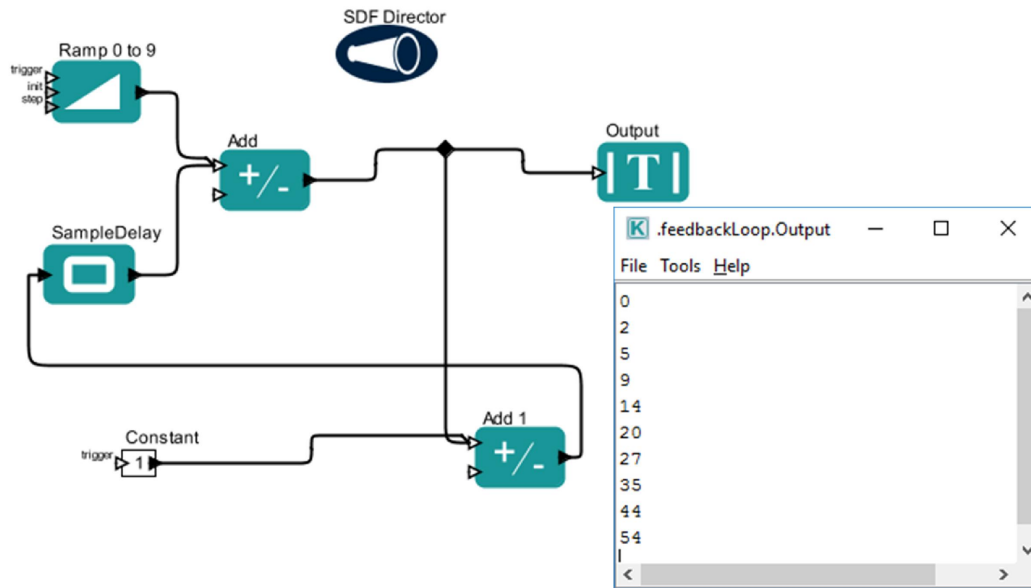 SDF Director
Ramp 0 to 9
trigger
init
step
Add
+/-
Output
T
SampleDelay
.feedbackLoop.Output
File Tools Help
0
2
5
9
14
20
27
35
44
54
Add 1
+/-
Constant
trigger
1